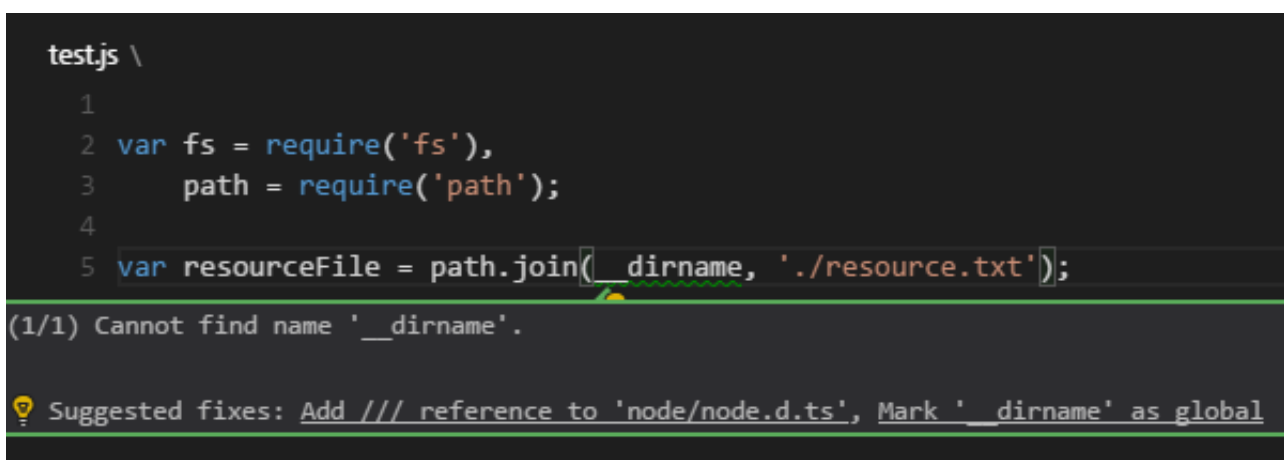 test.js \
1
2 var fs = require('fs'),
3     path = require('path');
4
5 var resourceFile = path.join(__dirname, './resource.txt');
(1/1) Cannot find name '__dirname'.
Suggested fixes: Add /// reference to 'node/node.d.ts', Mark '__dirname' as global